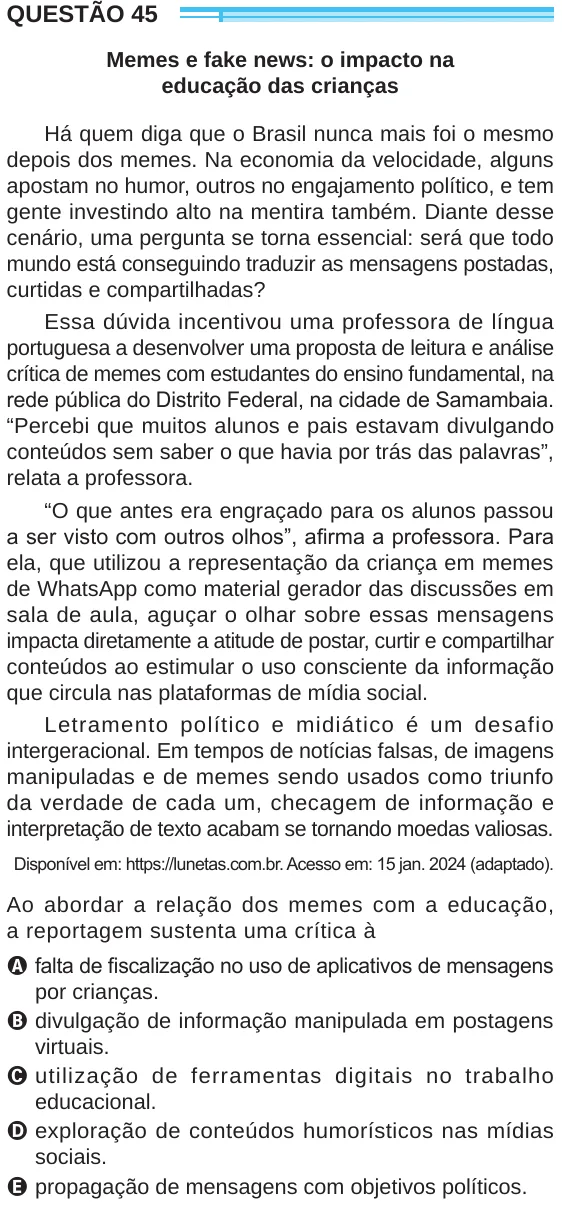 QUESTÃO 45
Memes e fake news: o impacto na
educação das crianças
Há quem diga que o Brasil nunca mais foi o mesmo
depois dos memes. Na economia da velocidade, alguns
apostam no humor, outros no engajamento político, e tem
gente investindo alto na mentira também. Diante desse
cenário, uma pergunta se torna essencial: será que todo
mundo está conseguindo traduzir as mensagens postadas,
curtidas e compartilhadas?
Essa dúvida incentivou uma professora de língua
portuguesa a desenvolver uma proposta de leitura e análise
crítica de memes com estudantes do ensino fundamental, na
rede pública do Distrito Federal, na cidade de Samambaia.
“Percebi que muitos alunos e pais estavam divulgando
conteúdos sem saber o que havia por trás das palavras”,
relata a professora.
“O que antes era engraçado para os alunos passou
a ser visto com outros olhos”, afirma a professora. Para
ela, que utilizou a representação da criança em memes
de WhatsApp como material gerador das discussões em
sala de aula, aguçar o olhar sobre essas mensagens
impacta diretamente a atitude de postar, curtir e compartilhar
conteúdos ao estimular o uso consciente da informação
que circula nas plataformas de mídia social.
Letramento político e midiático é um desafio
intergeracional. Em tempos de notícias falsas, de imagens
manipuladas e de memes sendo usados como triunfo
da verdade de cada um, checagem de informação e
interpretação de texto acabam se tornando moedas valiosas.
Disponível em: https://lunetas.com.br. Acesso em: 15 jan. 2024 (adaptado).
Ao abordar a relação dos memes com a educação,
a reportagem sustenta uma crítica à
A falta de fiscalização no uso de aplicativos de mensagens
por crianças.
B divulgação de informação manipulada em postagens
virtuais.
C utilização de ferramentas digitais no trabalho
educacional.
D exploração de conteúdos humorísticos nas mídias
sociais.
E propagação de mensagens com objetivos políticos.